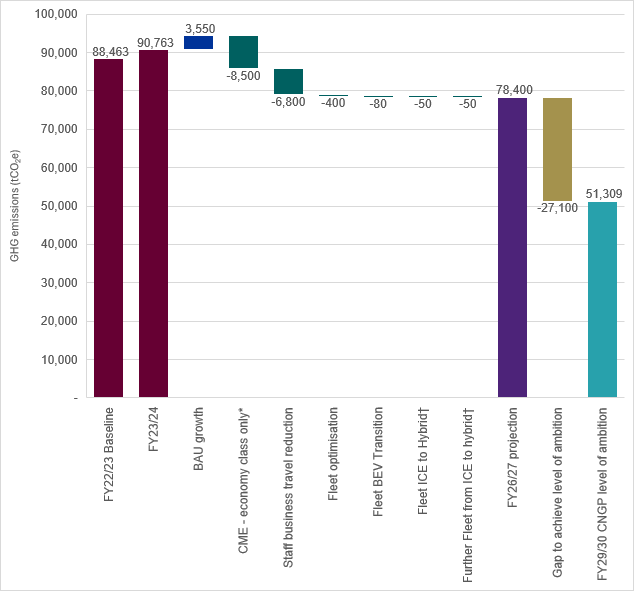 100,000
90,000
80,000
70,000
60,000
50,000
40,000
30,000
20,000
10,000
-
GHG emissions (tCO₂e)
88,463
90,763
3,550
-8,500
-6,800
-400
-80
-50
-50
78,400
-27,100
51,309
FY22/23 Baseline
FY23/24
BAU growth
CME - economy class only*
Staff business travel reduction
Fleet optimisation
Fleet BEV Transition
Fleet ICE to Hybrid†
Further Fleet from ICE to hybrid†
FY26/27 projection
Gap to achieve level of ambition
FY29/30 CNGP level of ambition